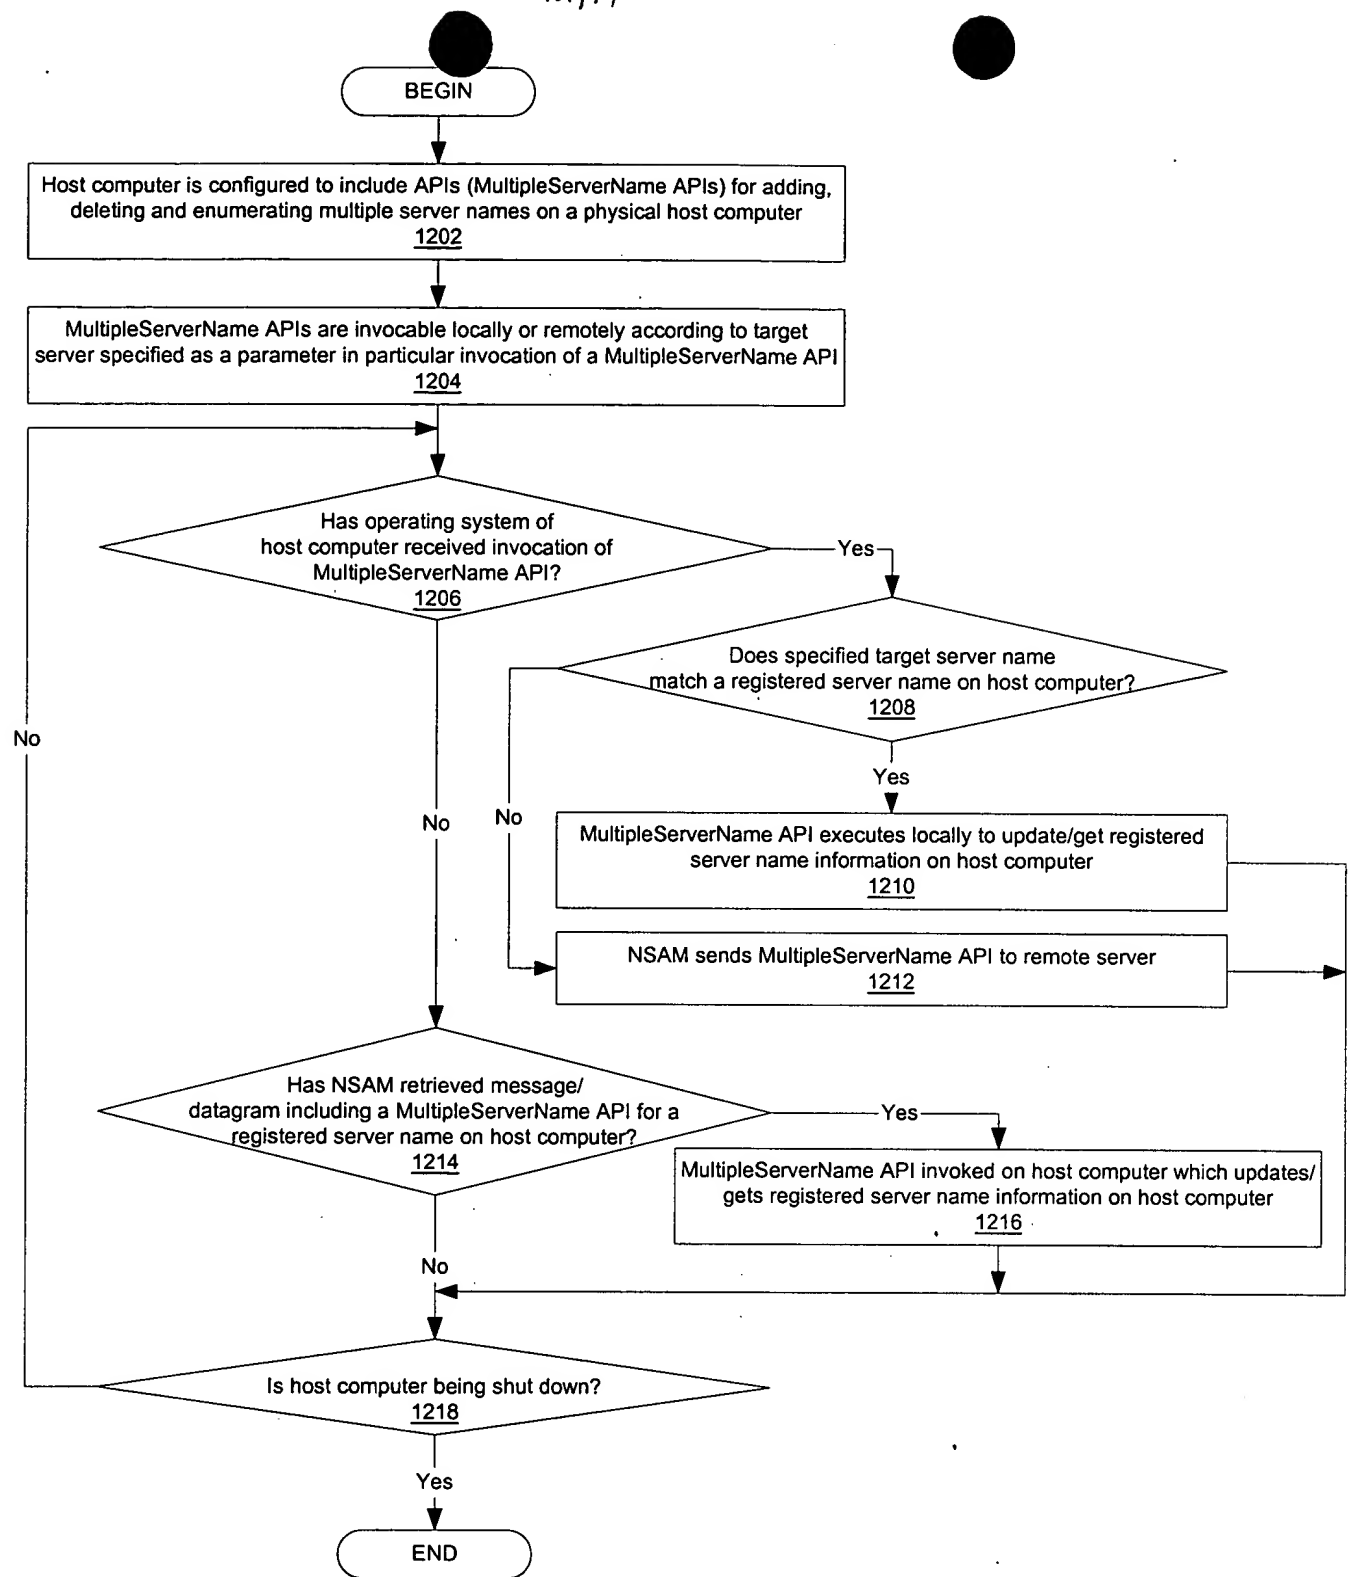 BEGIN
Host computer is configured to include APIs (MultipleServerName APIs) for adding,
deleting and enumerating multiple server names on a physical host computer
1202
MultipleServerName APIs are invocable locally or remotely according to target
server specified as a parameter in particular invocation of a MultipleServerName API
1204
Has operating system of
host computer received invocation of
MultipleServerName API?
1206
Yes
Does specified target server name
match a registered server name on host computer?
1208
No
Yes
No
No
MultipleServerName API executes locally to update/get registered
server name information on host computer
1210
NSAM sends MultipleServerName API to remote server
1212
Has NSAM retrieved message/
datagram including a MultipleServerName API for a
registered server name on host computer?
1214
Yes
MultipleServerName API invoked on host computer which updates/
gets registered server name information on host computer
1216
No
Is host computer being shut down?
1218
Yes
END